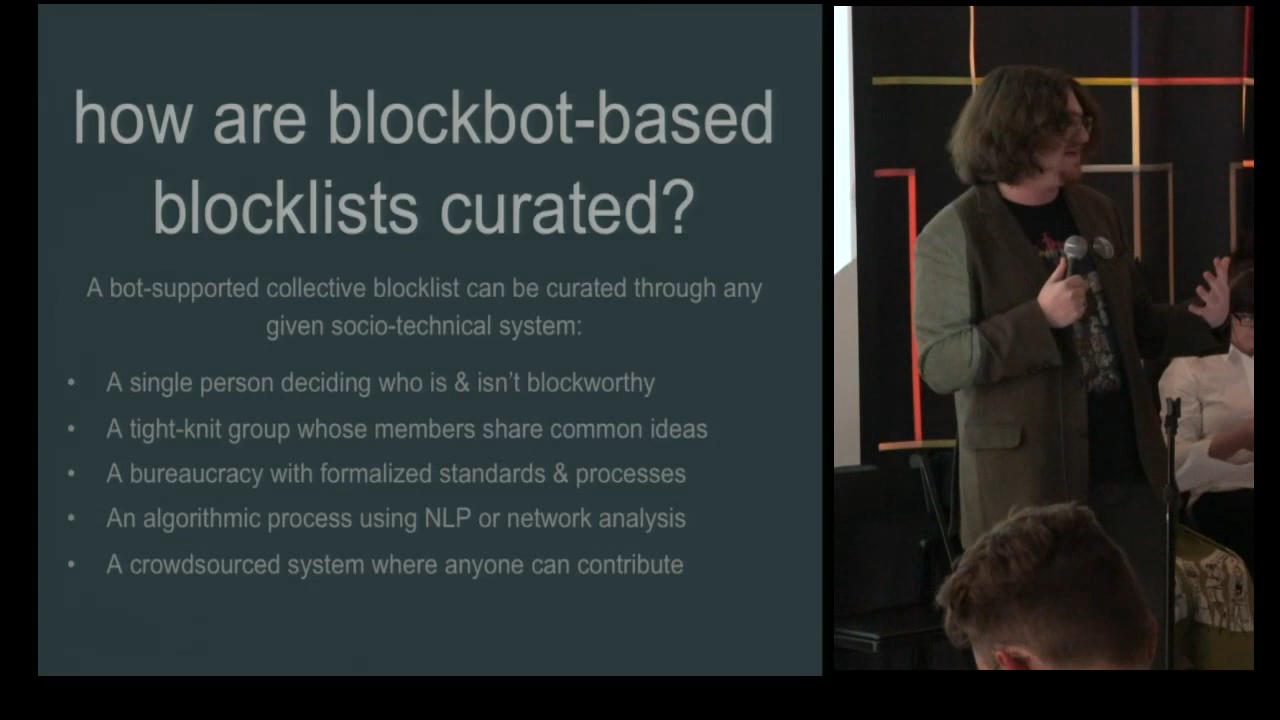 how are blockbot-based
blocklists curated?
A bot-supported collective blocklist can be curated through any
given socio-technical system:
• A single person deciding who is & isn't blockworthy
• A tight-knit group whose members share common ideas
• A bureaucracy with formalized standards & processes
• An algorithmic process using NLP or network analysis
• A crowdsourced system where anyone can contribute